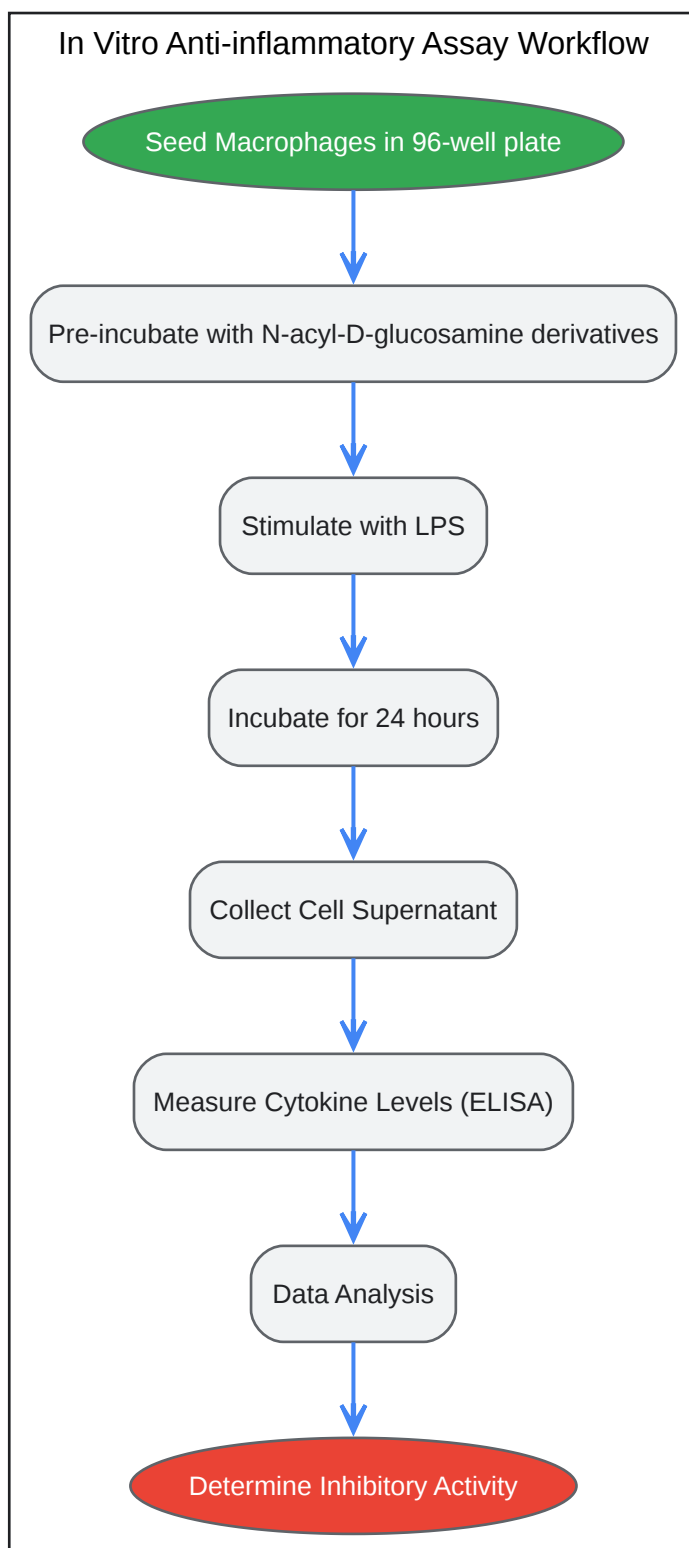 In Vitro Anti-inflammatory Assay Workflow
Seed Macrophages in 96-well plate
Pre-incubate with N-acyl-D-glucosamine derivatives
Stimulate with LPS
Incubate for 24 hours
Collect Cell Supernatant
Measure Cytokine Levels (ELISA)
Data Analysis
Determine Inhibitory Activity